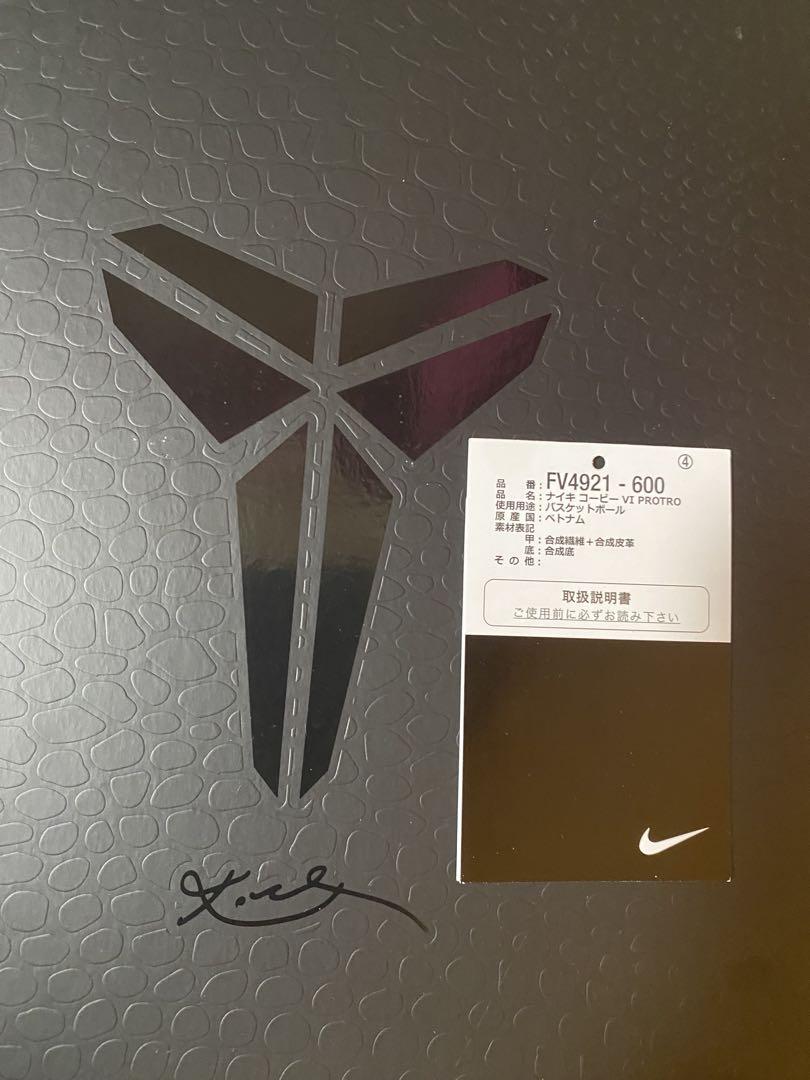 ④
品番：FV4921 - 600
品名：ナイキ コービー VI PROTRO
使用用途：バスケットボール
原産国：ベトナム
素材表記
甲：合成繊維＋合成皮革
底：合成底
その他：
取扱説明書
ご使用前に必ずお読み下さい